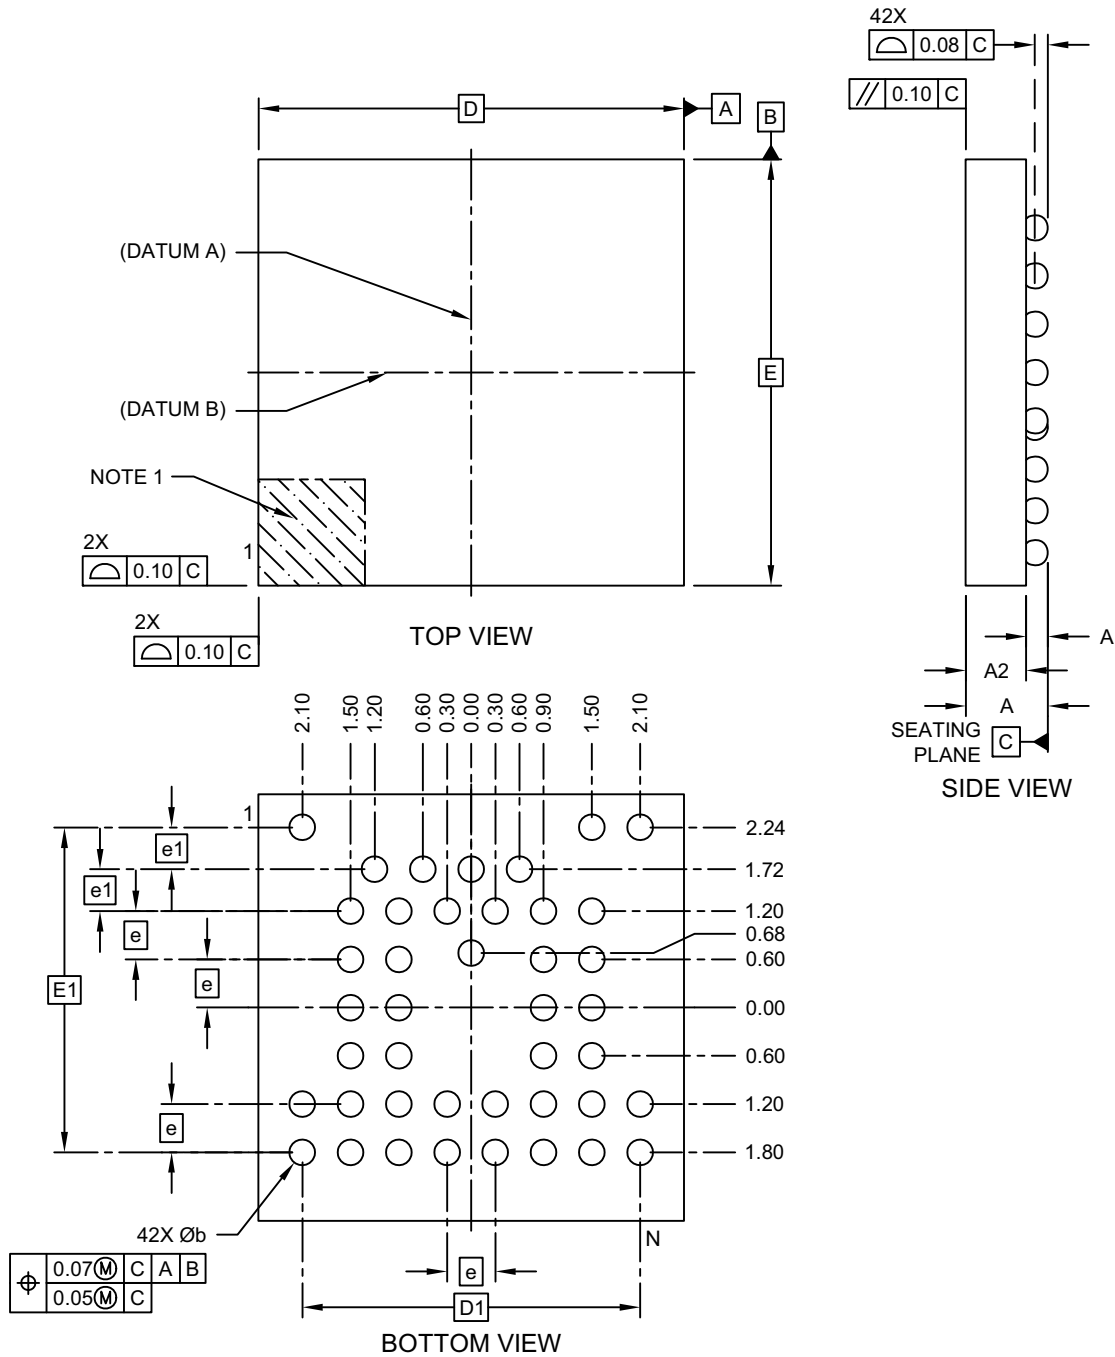 42X
0.08 C
// 0.10 C
D
A
B
(DATUM A)
E
(DATUM B)
NOTE 1
2X
0.10 C
1
2X
0.10 C
TOP VIEW
A
A2
A
SEATING
PLANE
C
SIDE VIEW
2.10
1.50
1.20
0.60
0.30
0.00
0.30
0.60
0.90
1.50
2.10
1
e1
e1
e
e
E1
e
2.24
1.72
1.20
0.68
0.60
0.00
0.60
1.20
1.80
42X Øb
0.07Ⓜ C A B
0.05Ⓜ C
N
e
D1
BOTTOM VIEW